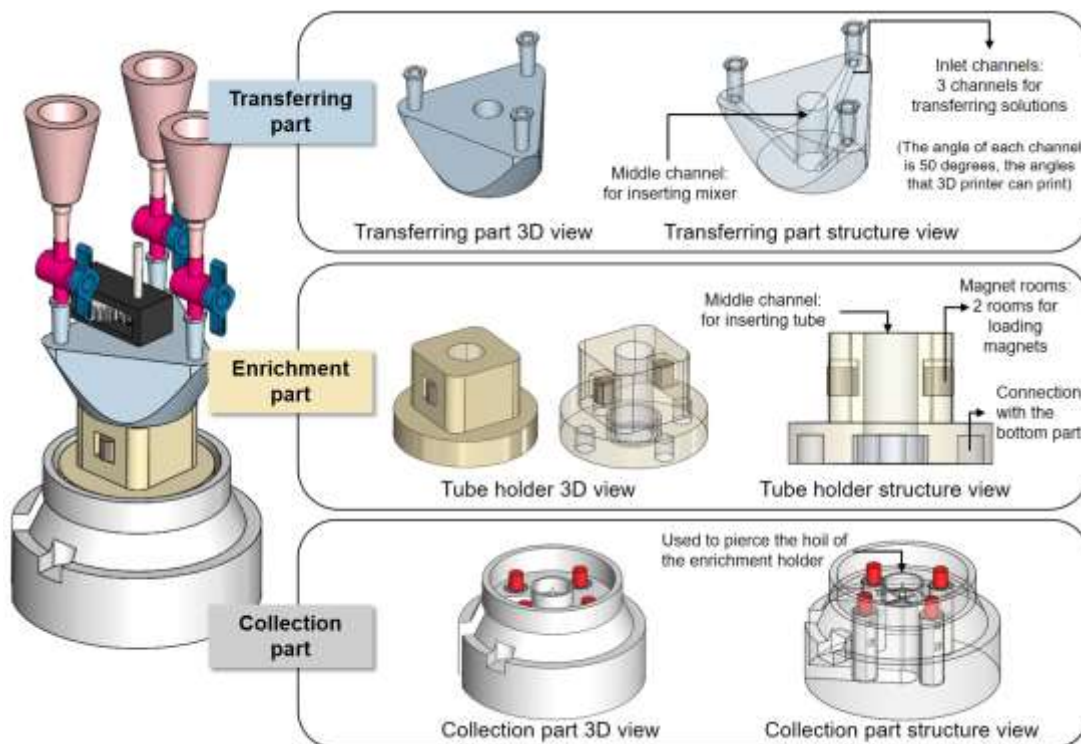 Transferring
part
Inlet channels:
3 channels for
transferring solutions
(The angle of each channel
is 50 degrees, the angles
that 3D printer can print)
Middle channel:
for inserting mixer
Transferring part 3D view
Transferring part structure view
Enrichment
part
Middle channel:
for inserting tube
Magnet rooms:
2 rooms for
loading
magnets
Connection
with the
bottom part
Tube holder 3D view
Tube holder structure view
Collection
part
Used to pierce the hoil of
the enrichment holder
Collection part 3D view
Collection part structure view